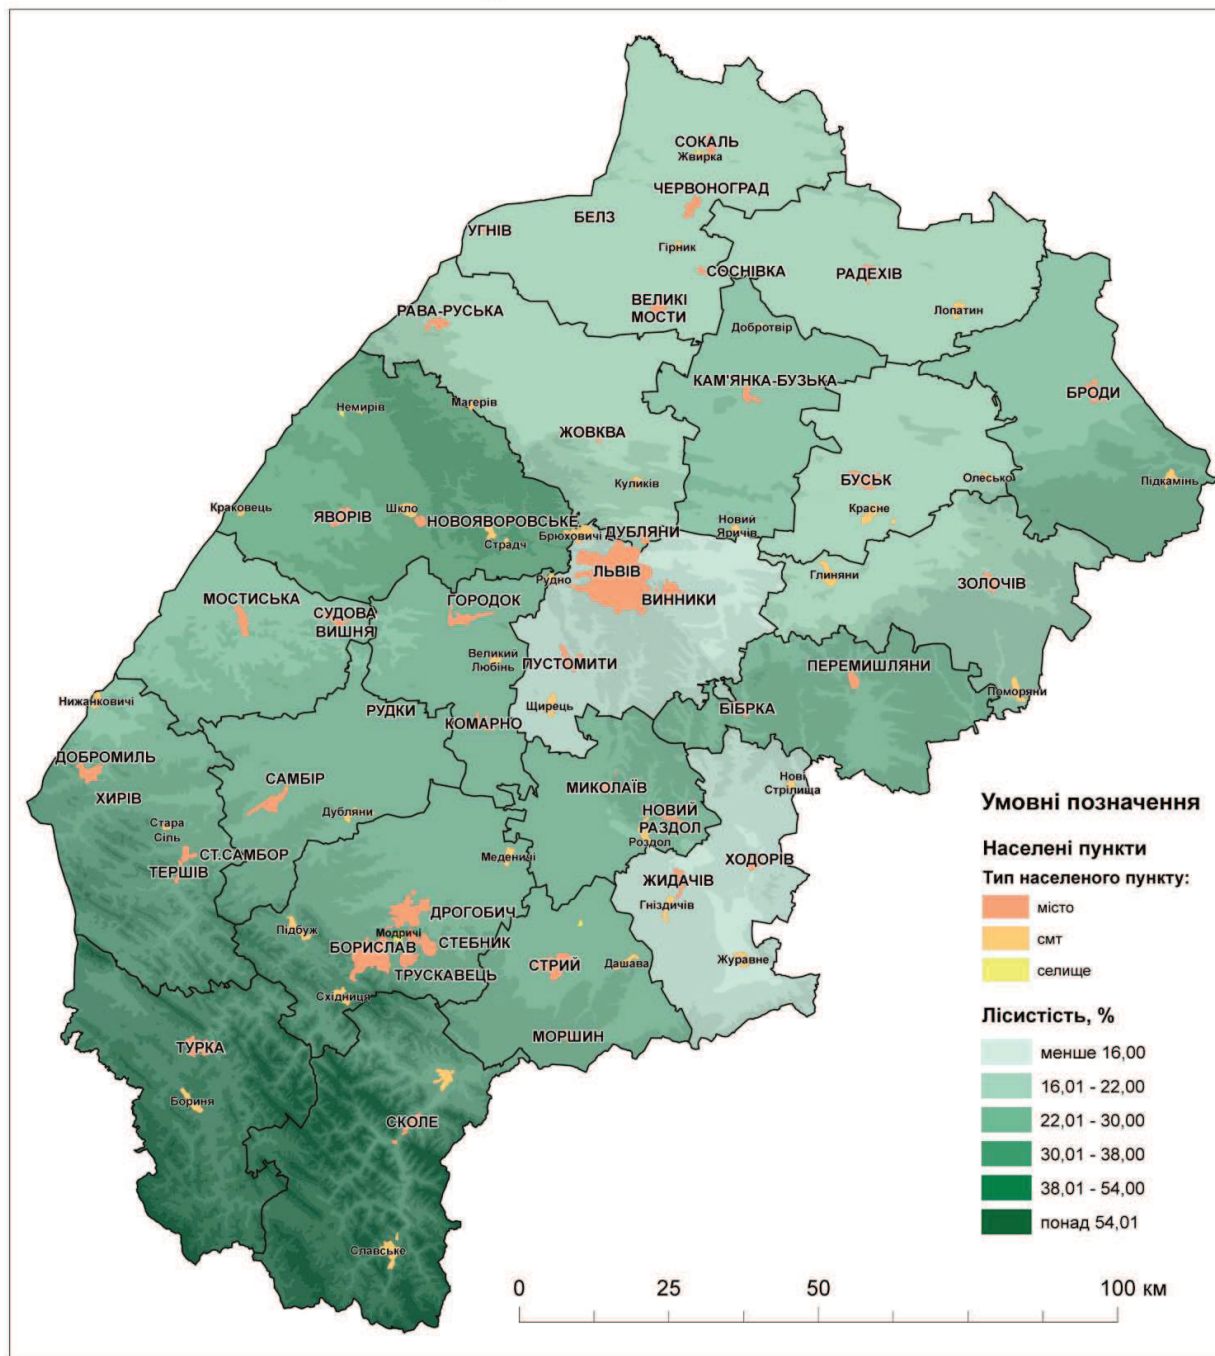 СОКАЛЬ
Жвирка
ЧЕРВОНОГРАД
БЕЛЗ
УГНІВ
Гірник
СОСНІВКА
РАДЕХІВ
ВЕЛИКІ
МОСТИ
РАВА-РУСЬКА
Лопатин
Добротвір
КАМ'ЯНКА-БУЗЬКА
БРОДИ
Немирів
Магерів
ЖОВКВА
Куликів
БУСЬК
Олесько
Підкамінь
Краковець
ЯВОРІВ
Шкло
НОВОЯВОРОВСЬКЕ
Страдч
Брюховичі
ДУБЛЯНИ
Новий
Яричів
Красне
Рудно
ЛЬВІВ
ВИННИКИ
Глиняни
ЗОЛОЧІВ
МОСТИСЬКА
СУДОВА
ВИШНЯ
ГОРОДОК
Великий
Любінь
ПУСТОМИТИ
ПЕРЕМИШЛЯНИ
Поморяни
Нижанковичі
РУДКИ
КОМАРНО
Щирець
БІБРКА
ДОБРОМИЛЬ
ХИРІВ
САМБІР
Дубляни
МИКОЛАЇВ
Нові
Стрілища
НОВИЙ
РАЗДОЛ
Роздол
Стара
Сіль
СТ.САМБОР
ТЕРШІВ
Меденичі
ХОДОРІВ
ЖИДАЧІВ
Гніздичів
ДРОГОБИЧ
Підбуж
Модричі
БОРИСЛАВ
СТЕБНИК
ТРУСКАВЕЦЬ
СТРИЙ
Дашава
Журавне
Східниця
МОРШИН
ТУРКА
Бориня
СКОЛЕ
Славське
Умовні позначення
Населені пункти
Тип населеного пункту:
місто
смт
селище
Лісистість, %
менше 16,00
16,01 - 22,00
22,01 - 30,00
30,01 - 38,00
38,01 - 54,00
понад 54,01
0 25 50 100 км